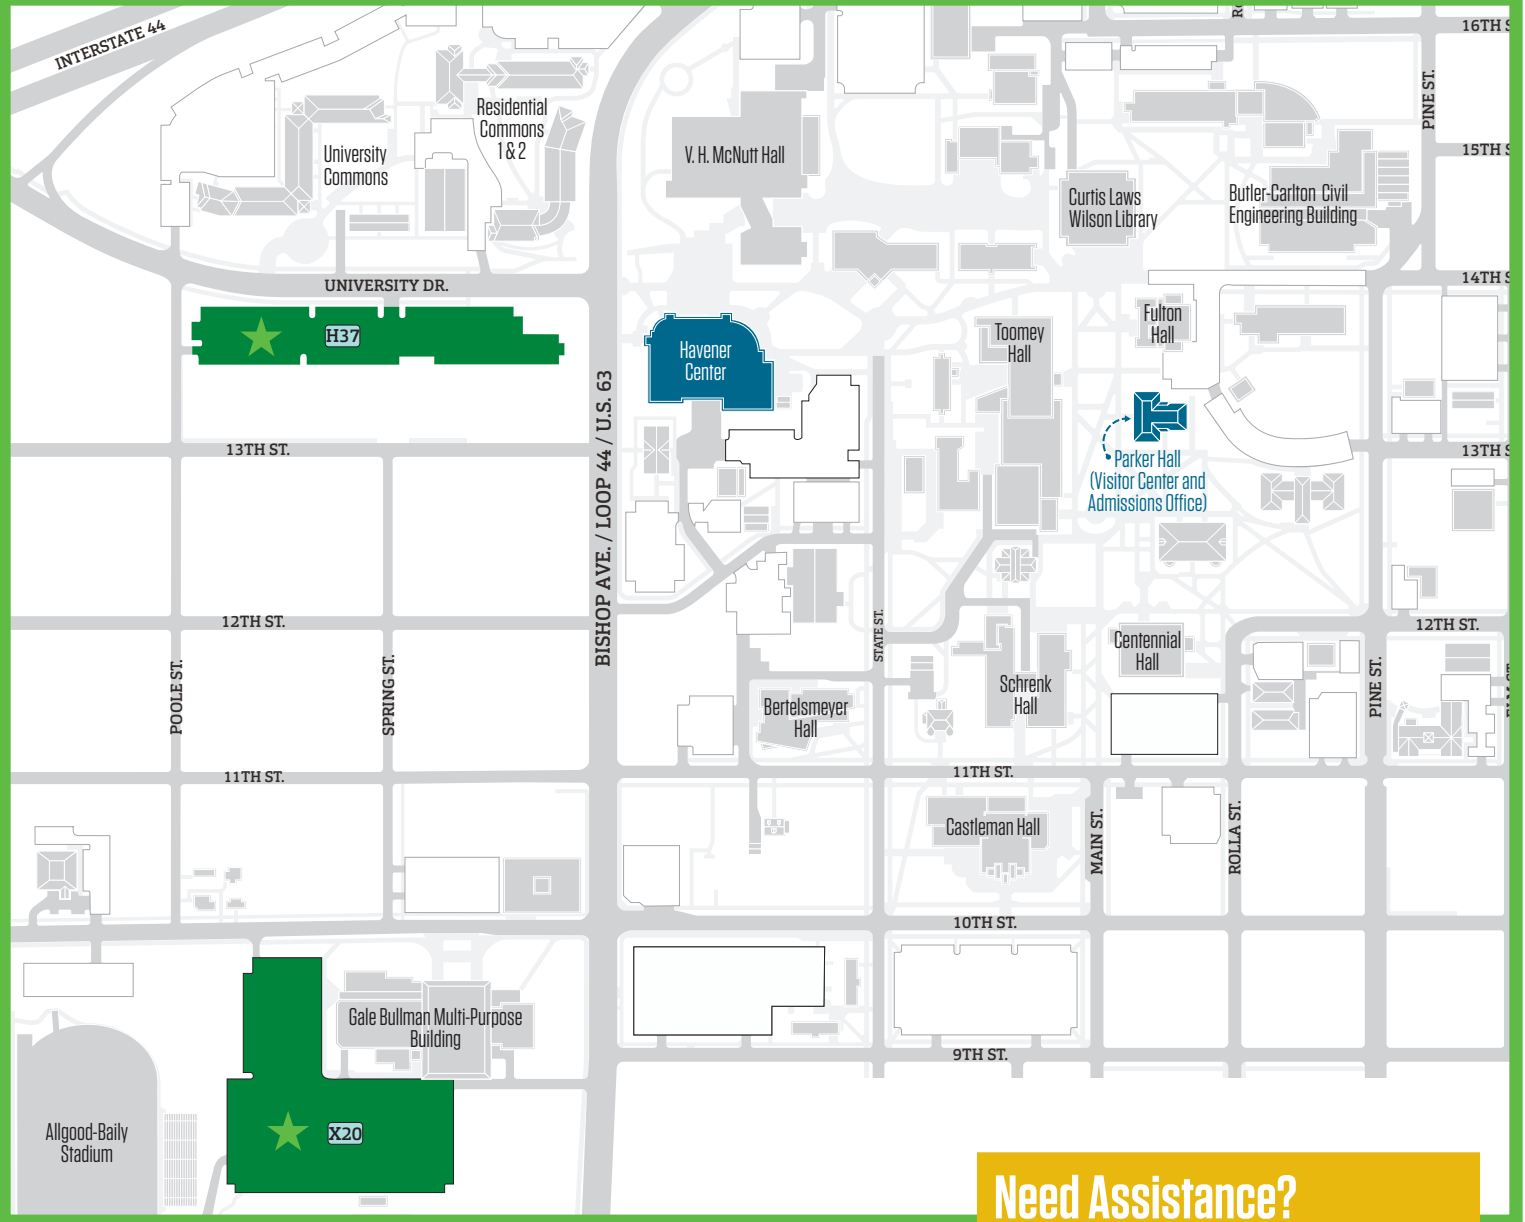 INTERSTATE 44
16TH S
PINE ST.
Residential
Commons
1 & 2
University
Commons
V. H. McNutt Hall
15TH S
Curtis Laws
Wilson Library
Butler-Carlton Civil
Engineering Building
UNIVERSITY DR.
14TH S
H37
Havener
Center
Toomey
Hall
Fulton
Hall
BISHOP AVE. / LOOP 44 / U.S. 63
13TH ST.
13TH S
Parker Hall
(Visitor Center and
Admissions Office)
12TH ST.
12TH ST.
STATE ST.
Centennial
Hall
POOLE ST.
SPRING ST.
Schrenk
Hall
PINE ST.
Bertelsmeyer
Hall
11TH ST.
11TH ST.
Castleman Hall
MAIN ST.
ROLLA ST.
10TH ST.
Gale Bullman Multi-Purpose
Building
9TH ST.
Allgood-Baily
Stadium
X20
Need Assistance?